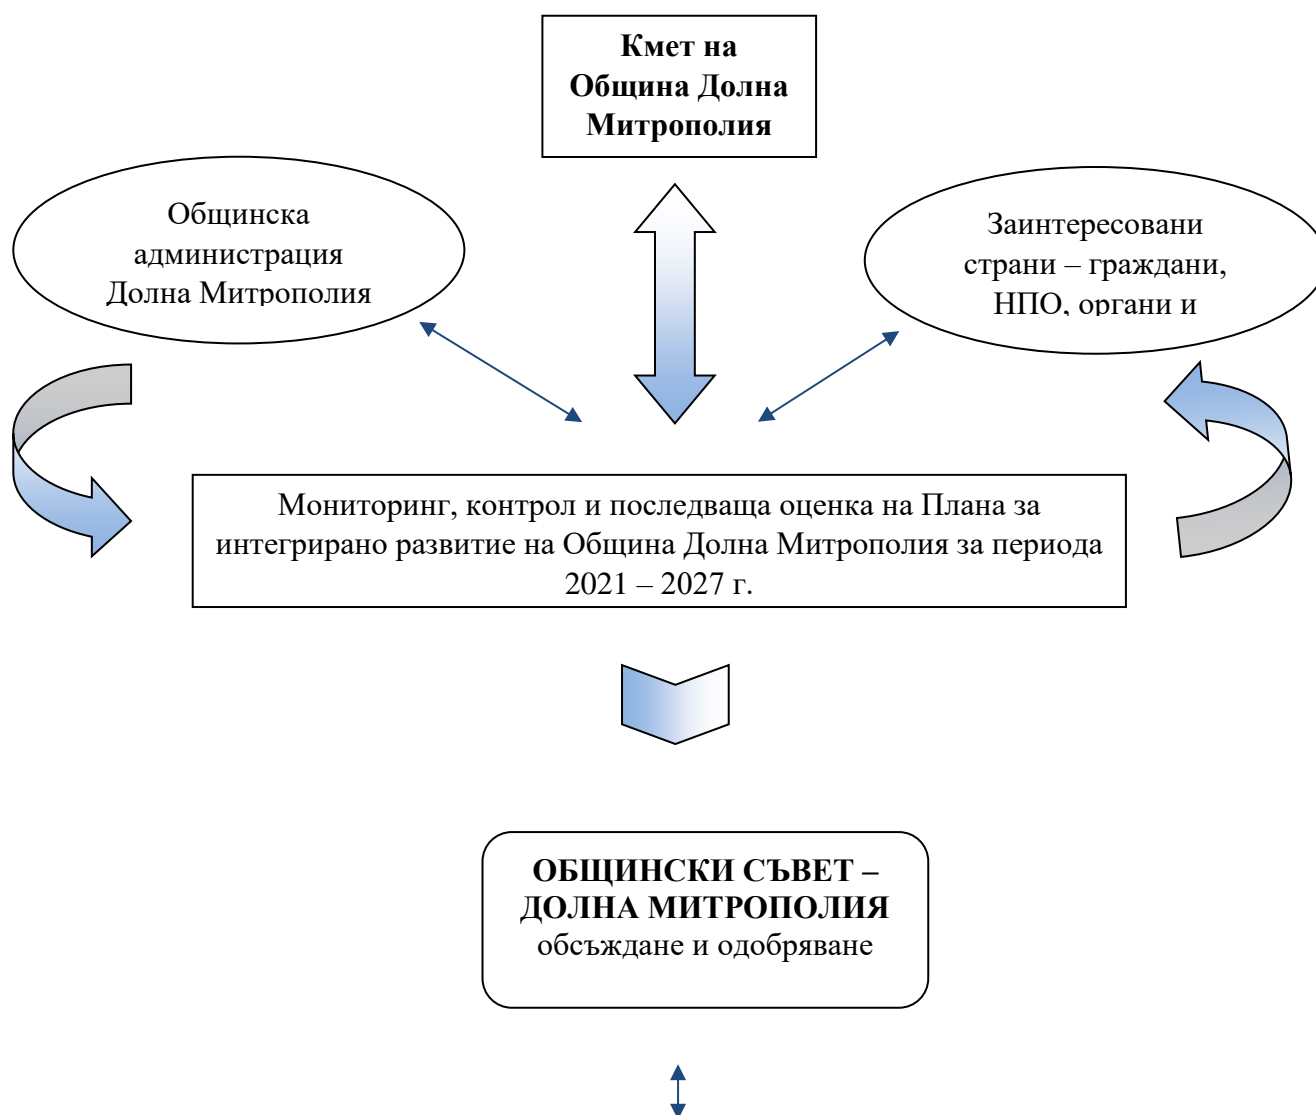 Кмет на
Община Долна
Митрополия
Общинска
администрация
Долна Митрополия
Заинтересовани
страни – граждани,
НПО, органи и
Мониторинг, контрол и последваща оценка на Плана за
интегрирано развитие на Община Долна Митрополия за периода
2021 – 2027 г.
ОБЩИНСКИ СЪВЕТ –
ДОЛНА МИТРОПОЛИЯ
обсъждане и одобряване